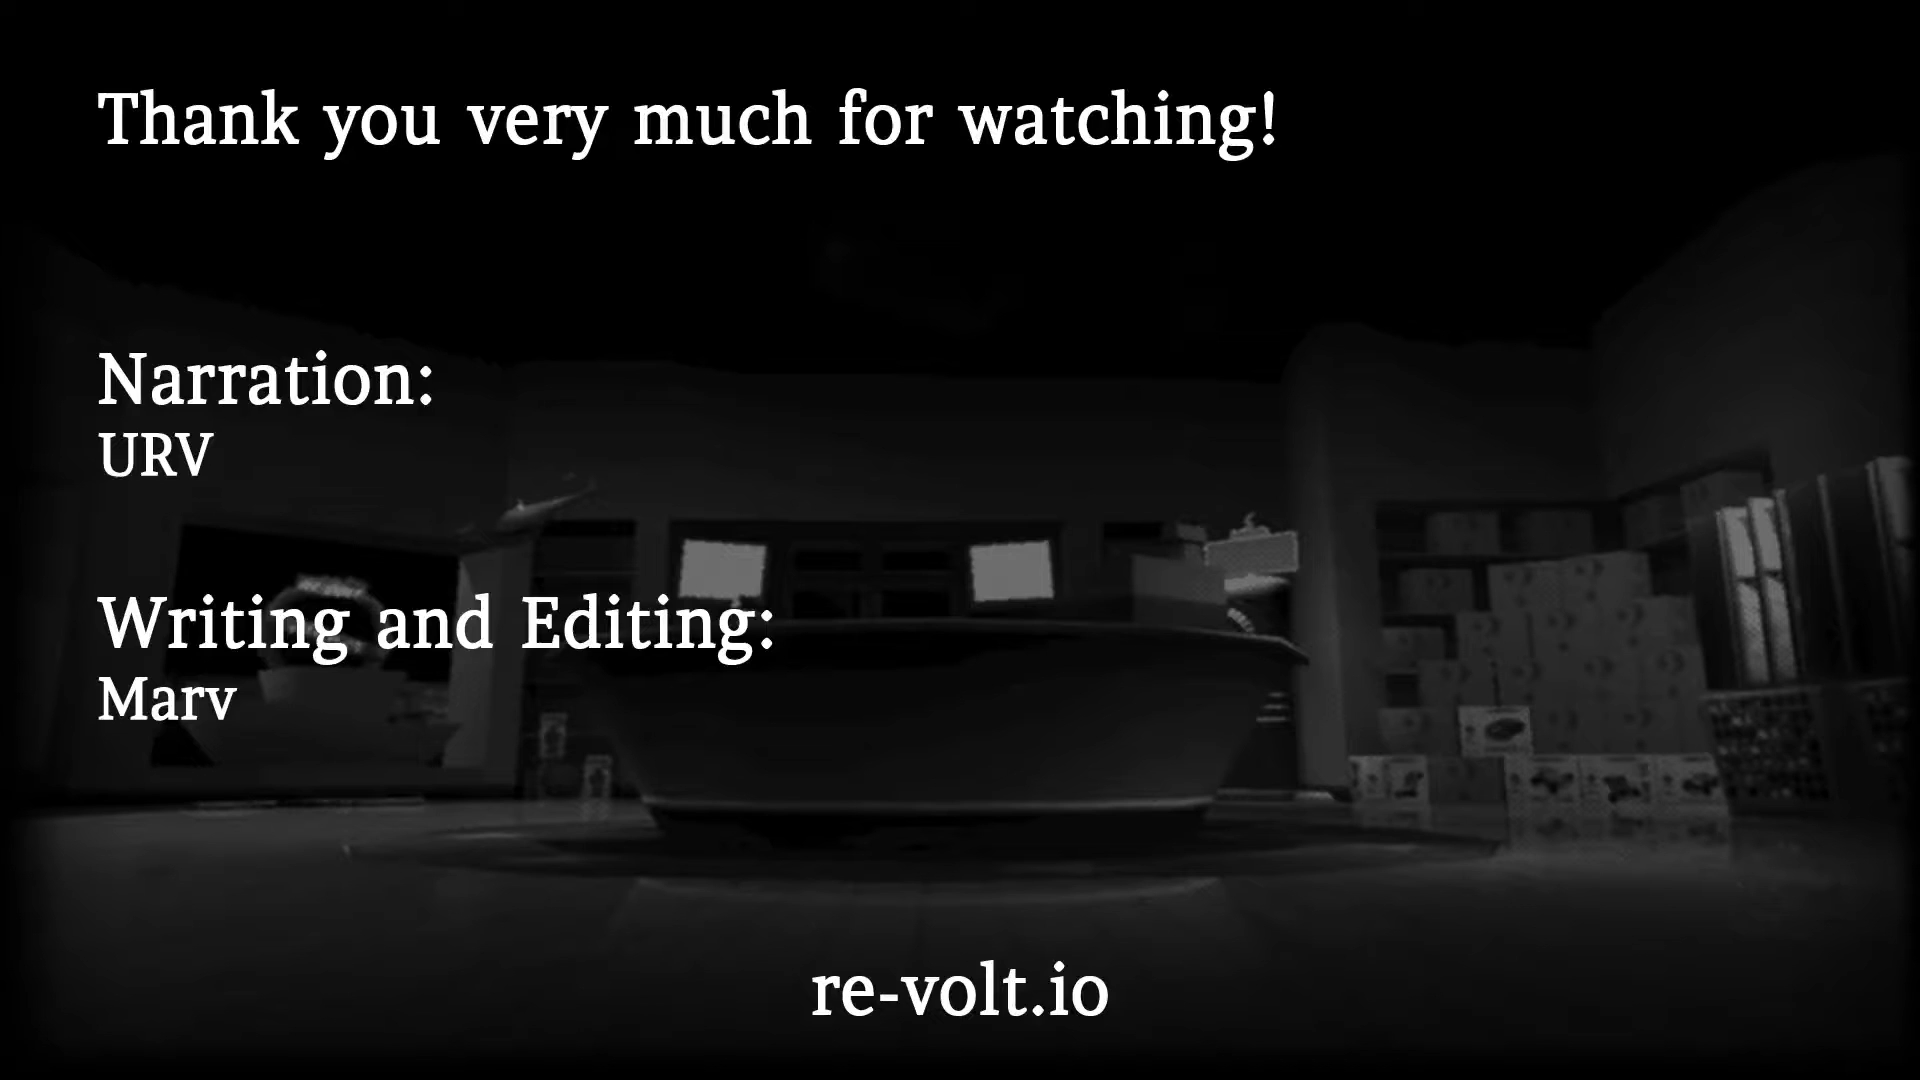 Thank you very much for watching!
Narration:
URV
Writing and Editing:
Marv
re-volt.io